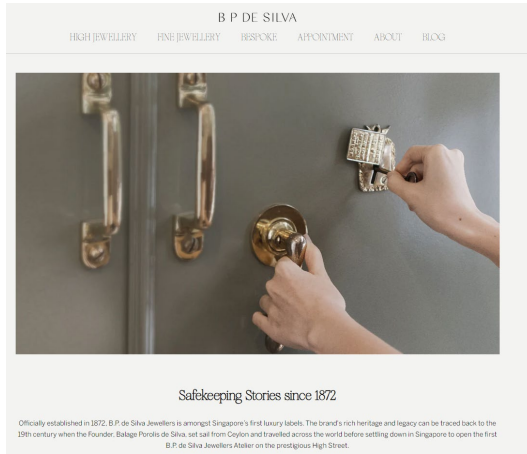 B P DE SILVA
HIGH JEWELLERY FINE JEWELLERY BESPOKE APPOINTMENT ABOUT BLOG
Safekeeping Stories since 1872
Officially established in 1872, B.P. de Silva Jewellers is amongst Singapore's first luxury labels. The brand's rich heritage and legacy can be traced back to the
19th century when the Founder, Balage Porolis de Silva, set sail from Ceylon and travelled across the world before settling down in Singapore to open the first
B.P. de Silva Jewellers Atelier on the prestigious High Street.